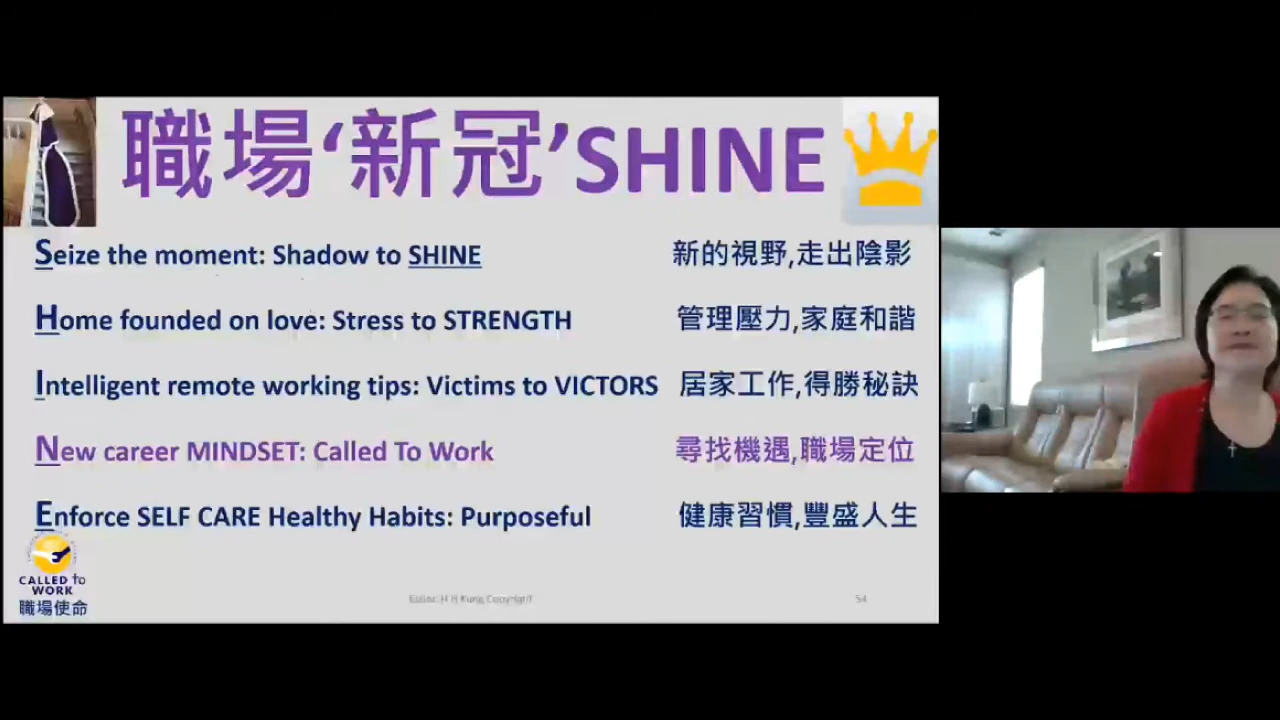 職場‘新冠’SHINE
Seize the moment: Shadow to SHINE 新的視野,走出陰影
Home founded on love: Stress to STRENGTH 管理壓力,家庭和諧
Intelligent remote working tips: Victims to VICTORS 居家工作,得勝秘訣
New career MINDSET: Called To Work 尋找機遇,職場定位
Enforce SELF CARE Healthy Habits: Purposeful 健康習慣,豐盛人生
CALLED to
WORK
職場使命
H H Kung Copyright 54